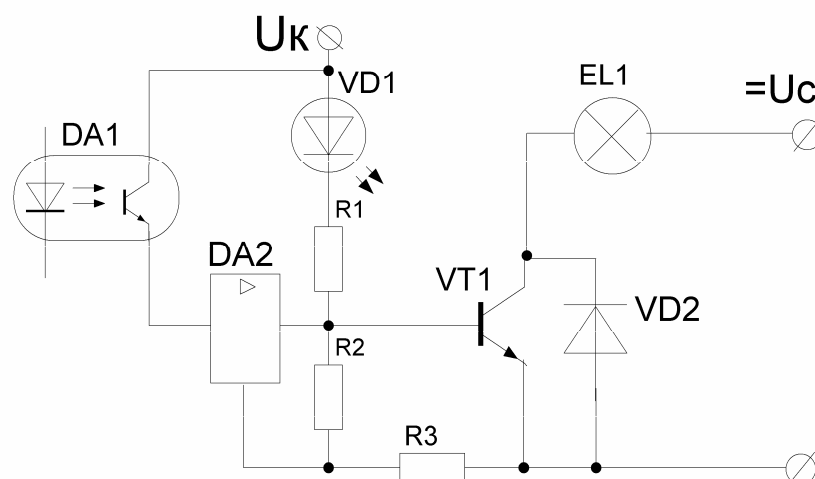 Uк
VD1
EL1
=Uc
DA1
R1
DA2
VT1
VD2
R2
R3